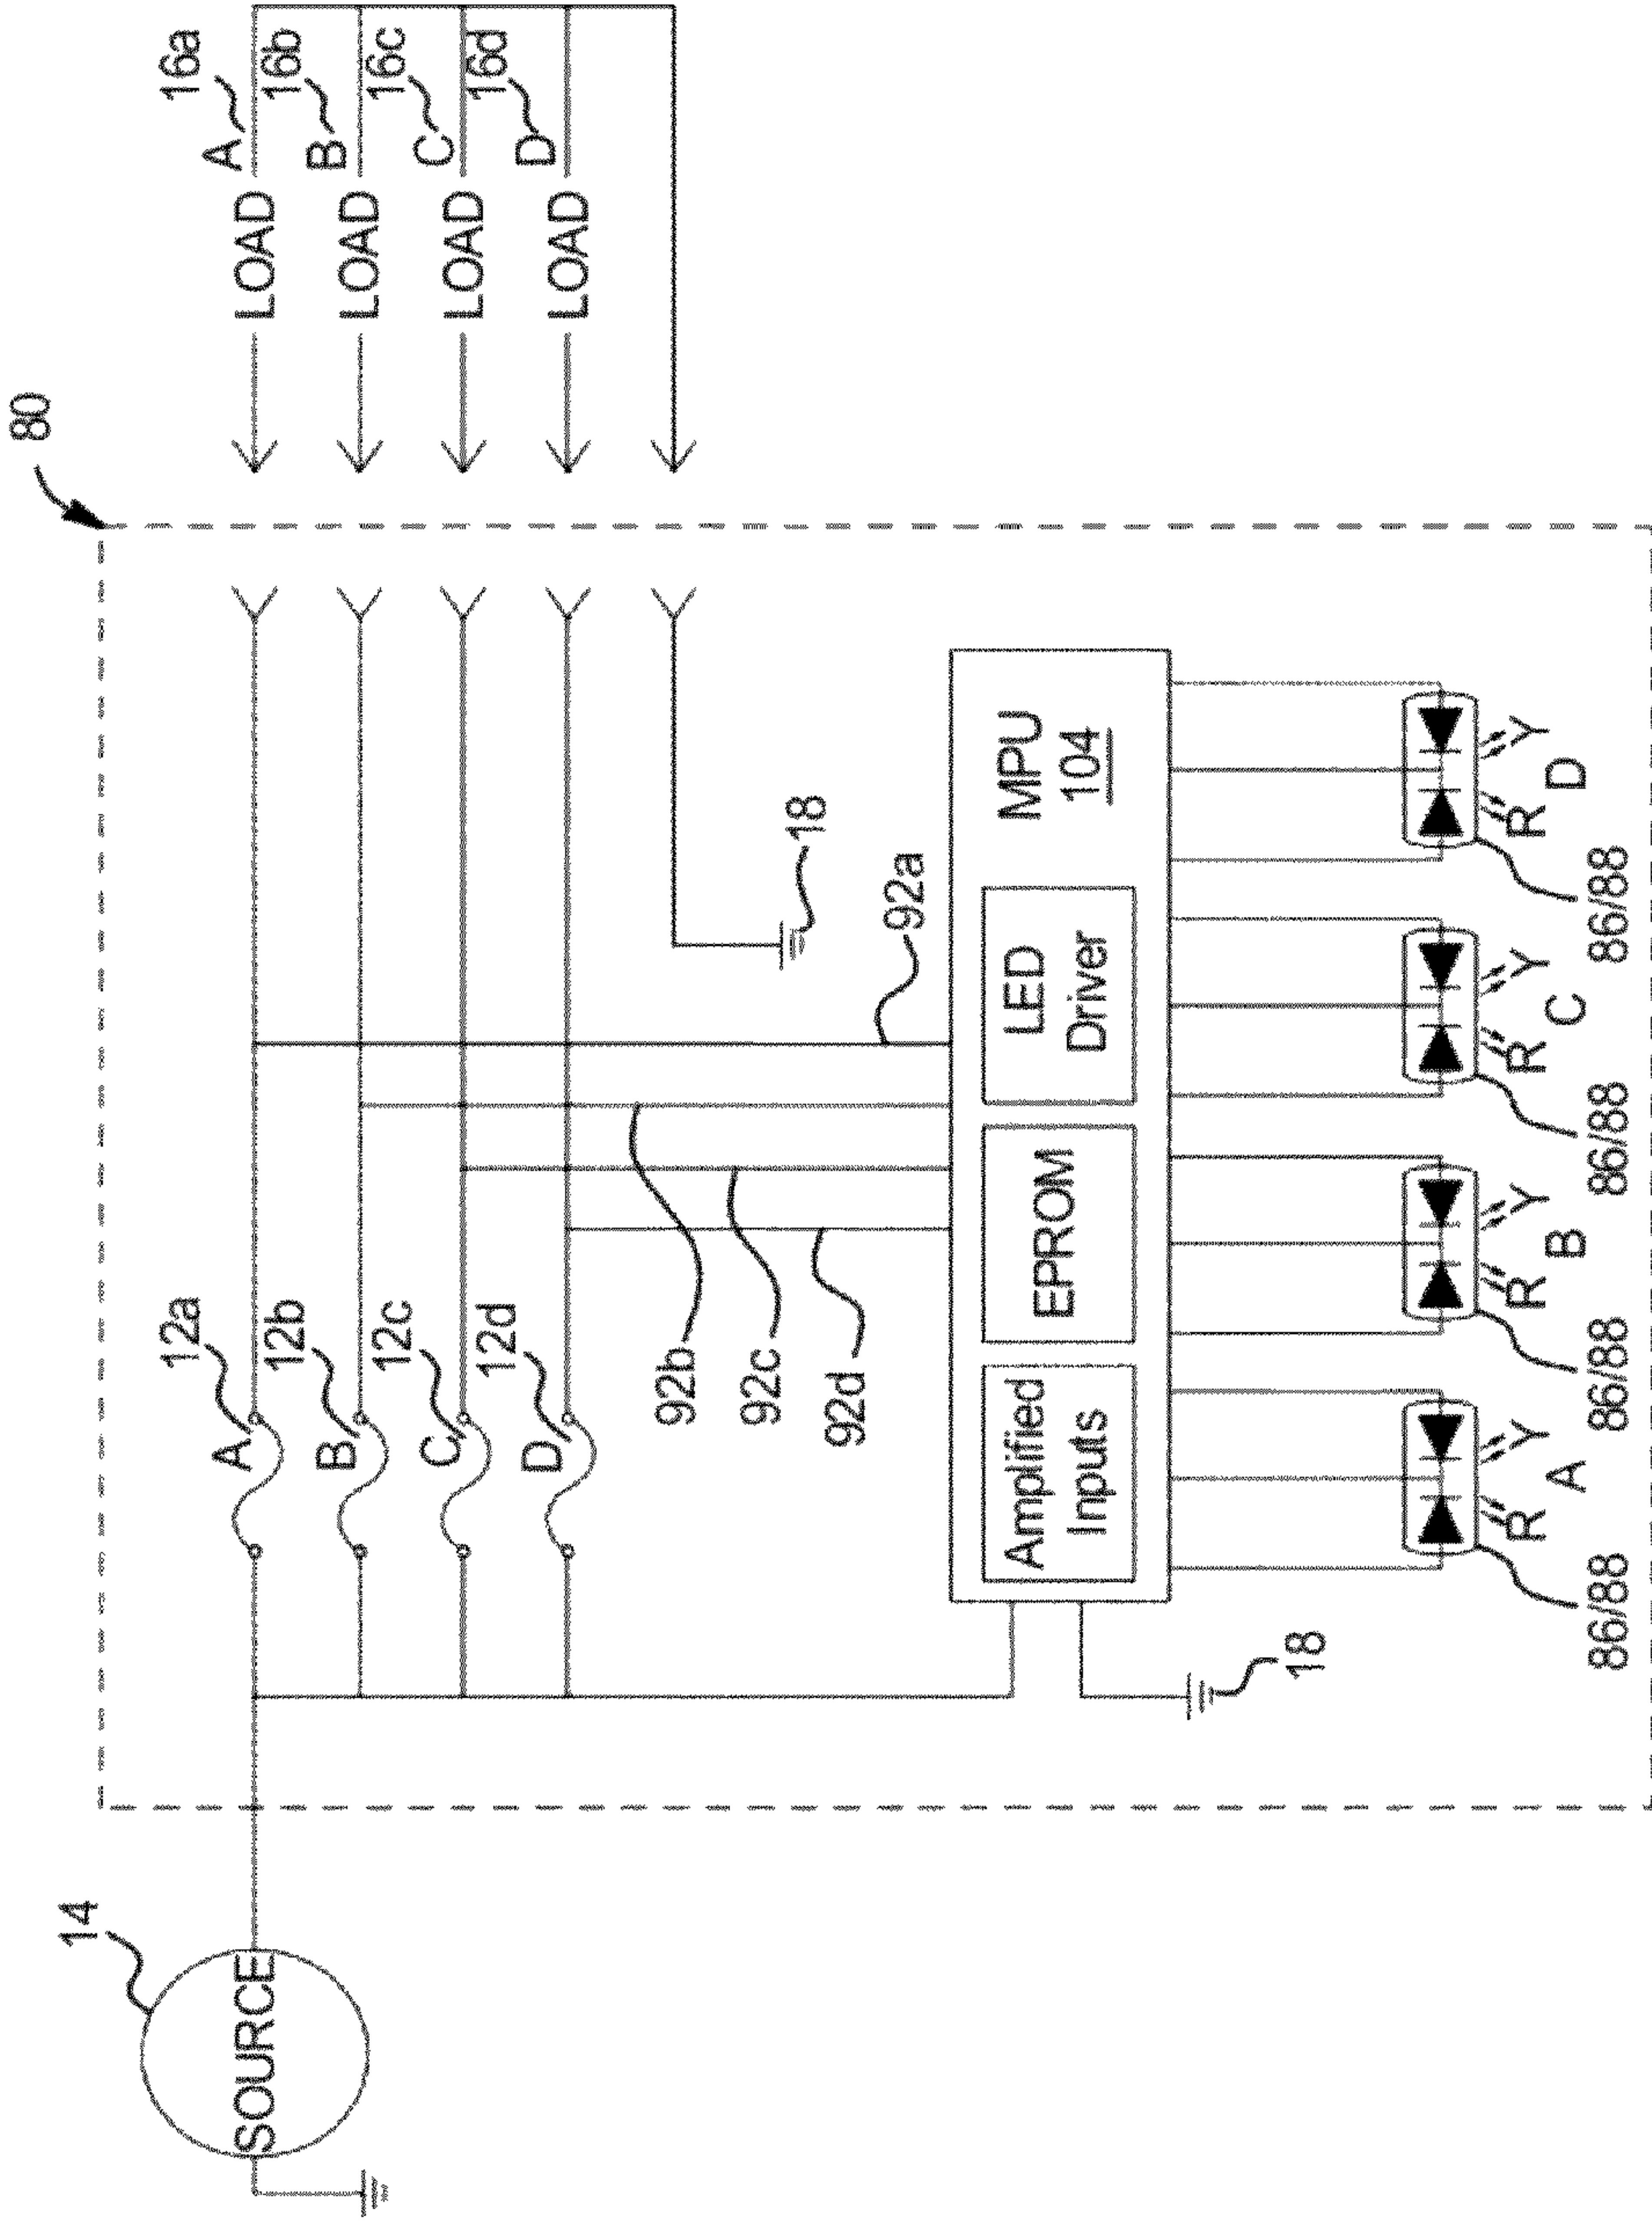 80
14
SOURCE
A 12a
B 12b
C 12c
D 12d
LOAD A 16a
LOAD B 16b
LOAD C 16c
LOAD D 16d
92b
92c
92d
92a
18
18
Amplified
Inputs
EPROM
LED
Driver
MPU
104
R Y
A
86/88
R Y
B
86/88
R Y
C
86/88
R Y
D
86/88